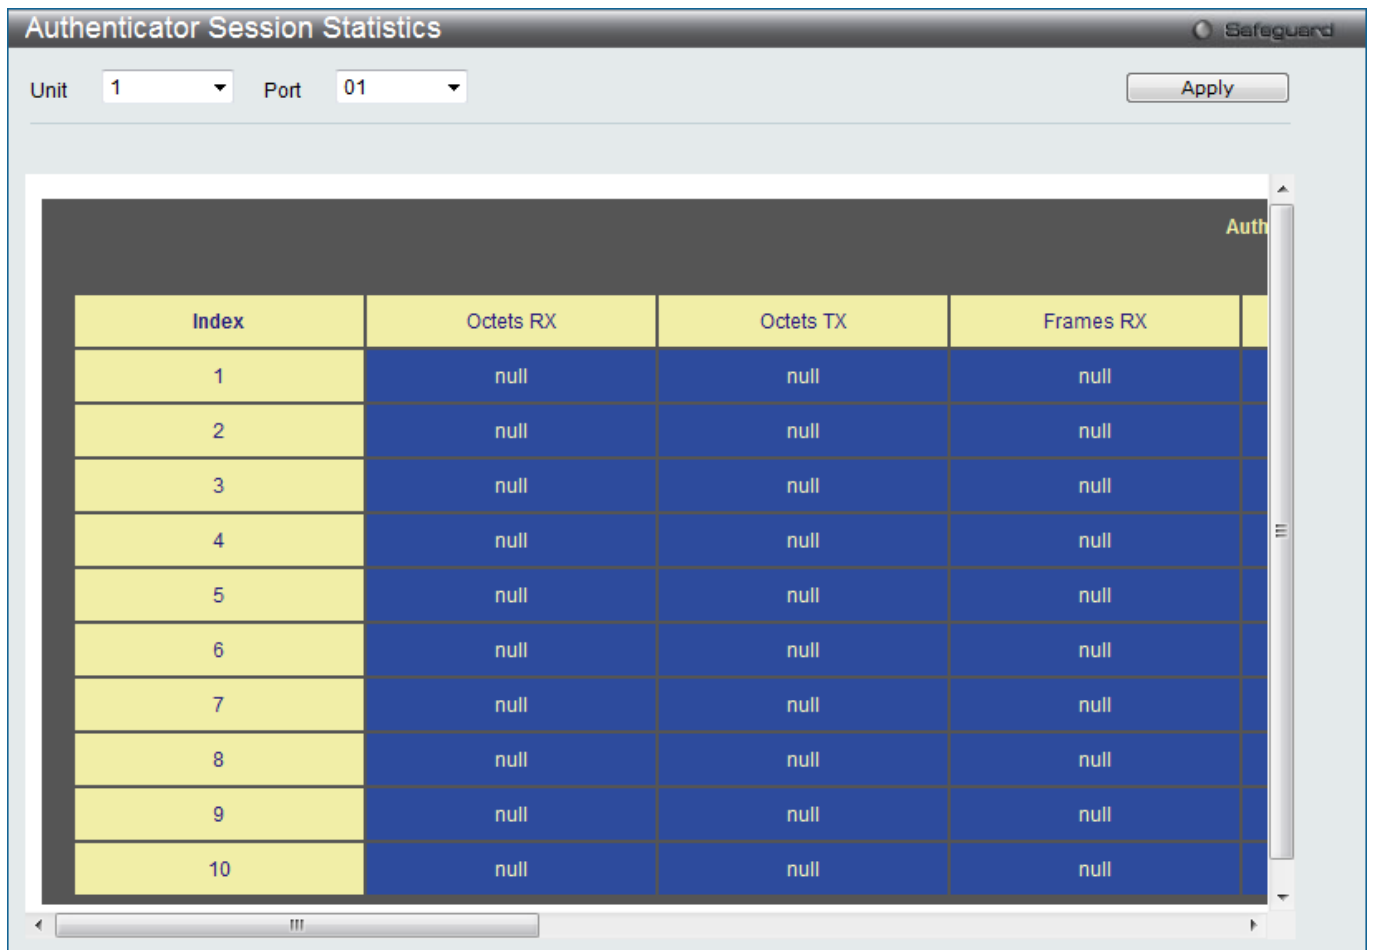 Authenticator Session Statistics
Safeguard
Unit 1 Port 01 Apply
Auth
Index Octets RX Octets TX Frames RX
1 null null null
2 null null null
3 null null null
4 null null null
5 null null null
6 null null null
7 null null null
8 null null null
9 null null null
10 null null null